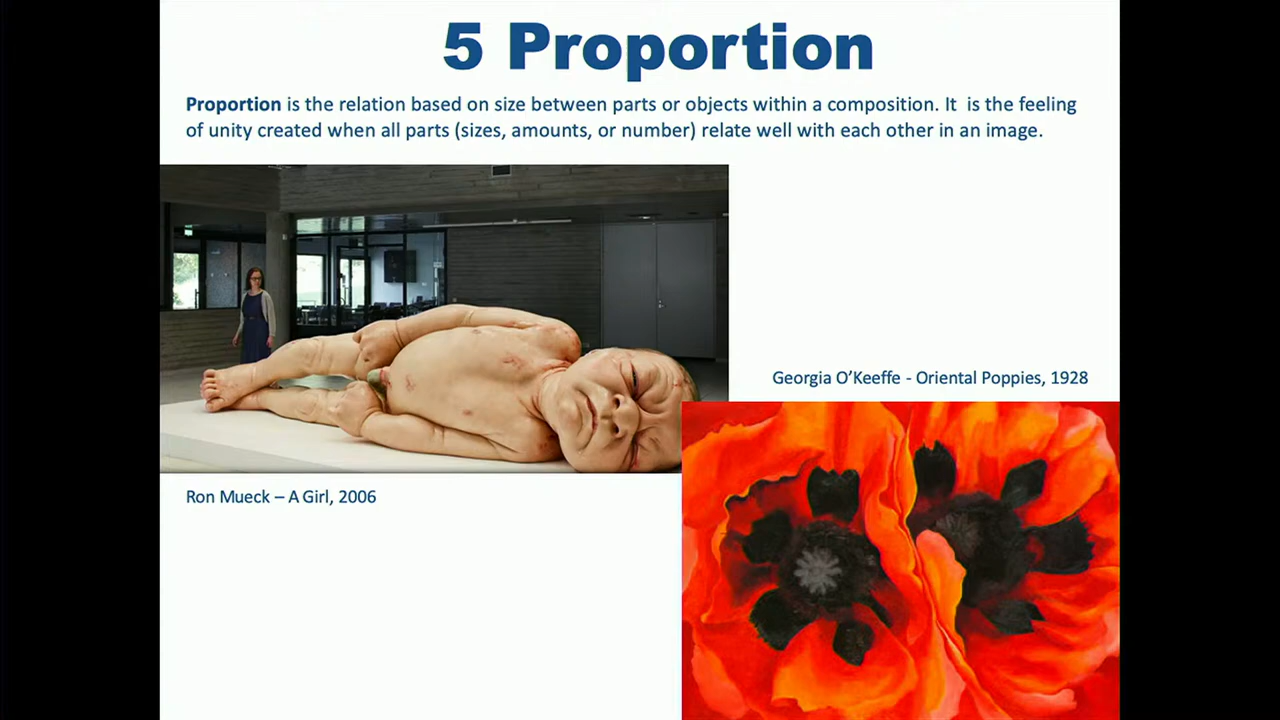 5 Proportion
Proportion is the relation based on size between parts or objects within a composition. It  is the feeling
of unity created when all parts (sizes, amounts, or number) relate well with each other in an image.
Georgia O’Keeffe - Oriental Poppies, 1928
Ron Mueck – A Girl, 2006